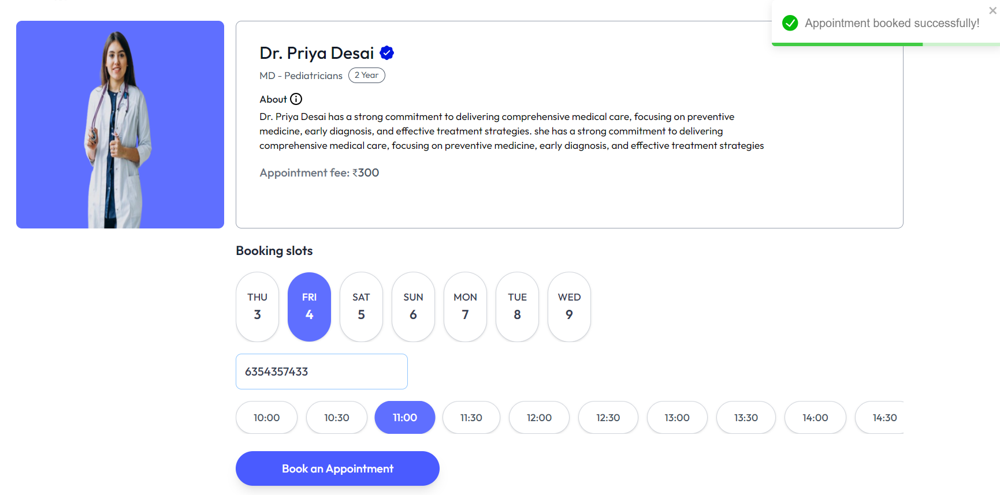 Appointment booked successfully!
Dr. Priya Desai
MD - Pediatricians 2 Year
About
Dr. Priya Desai has a strong commitment to delivering comprehensive medical care, focusing on preventive
medicine, early diagnosis, and effective treatment strategies. she has a strong commitment to delivering
comprehensive medical care, focusing on preventive medicine, early diagnosis, and effective treatment strategies
Appointment fee: ₹300
Booking slots
THU FRI SAT SUN MON TUE WED
3 4 5 6 7 8 9
6354357433
10:00 10:30 11:00 11:30 12:00 12:30 13:00 13:30 14:00 14:30
Book an Appointment